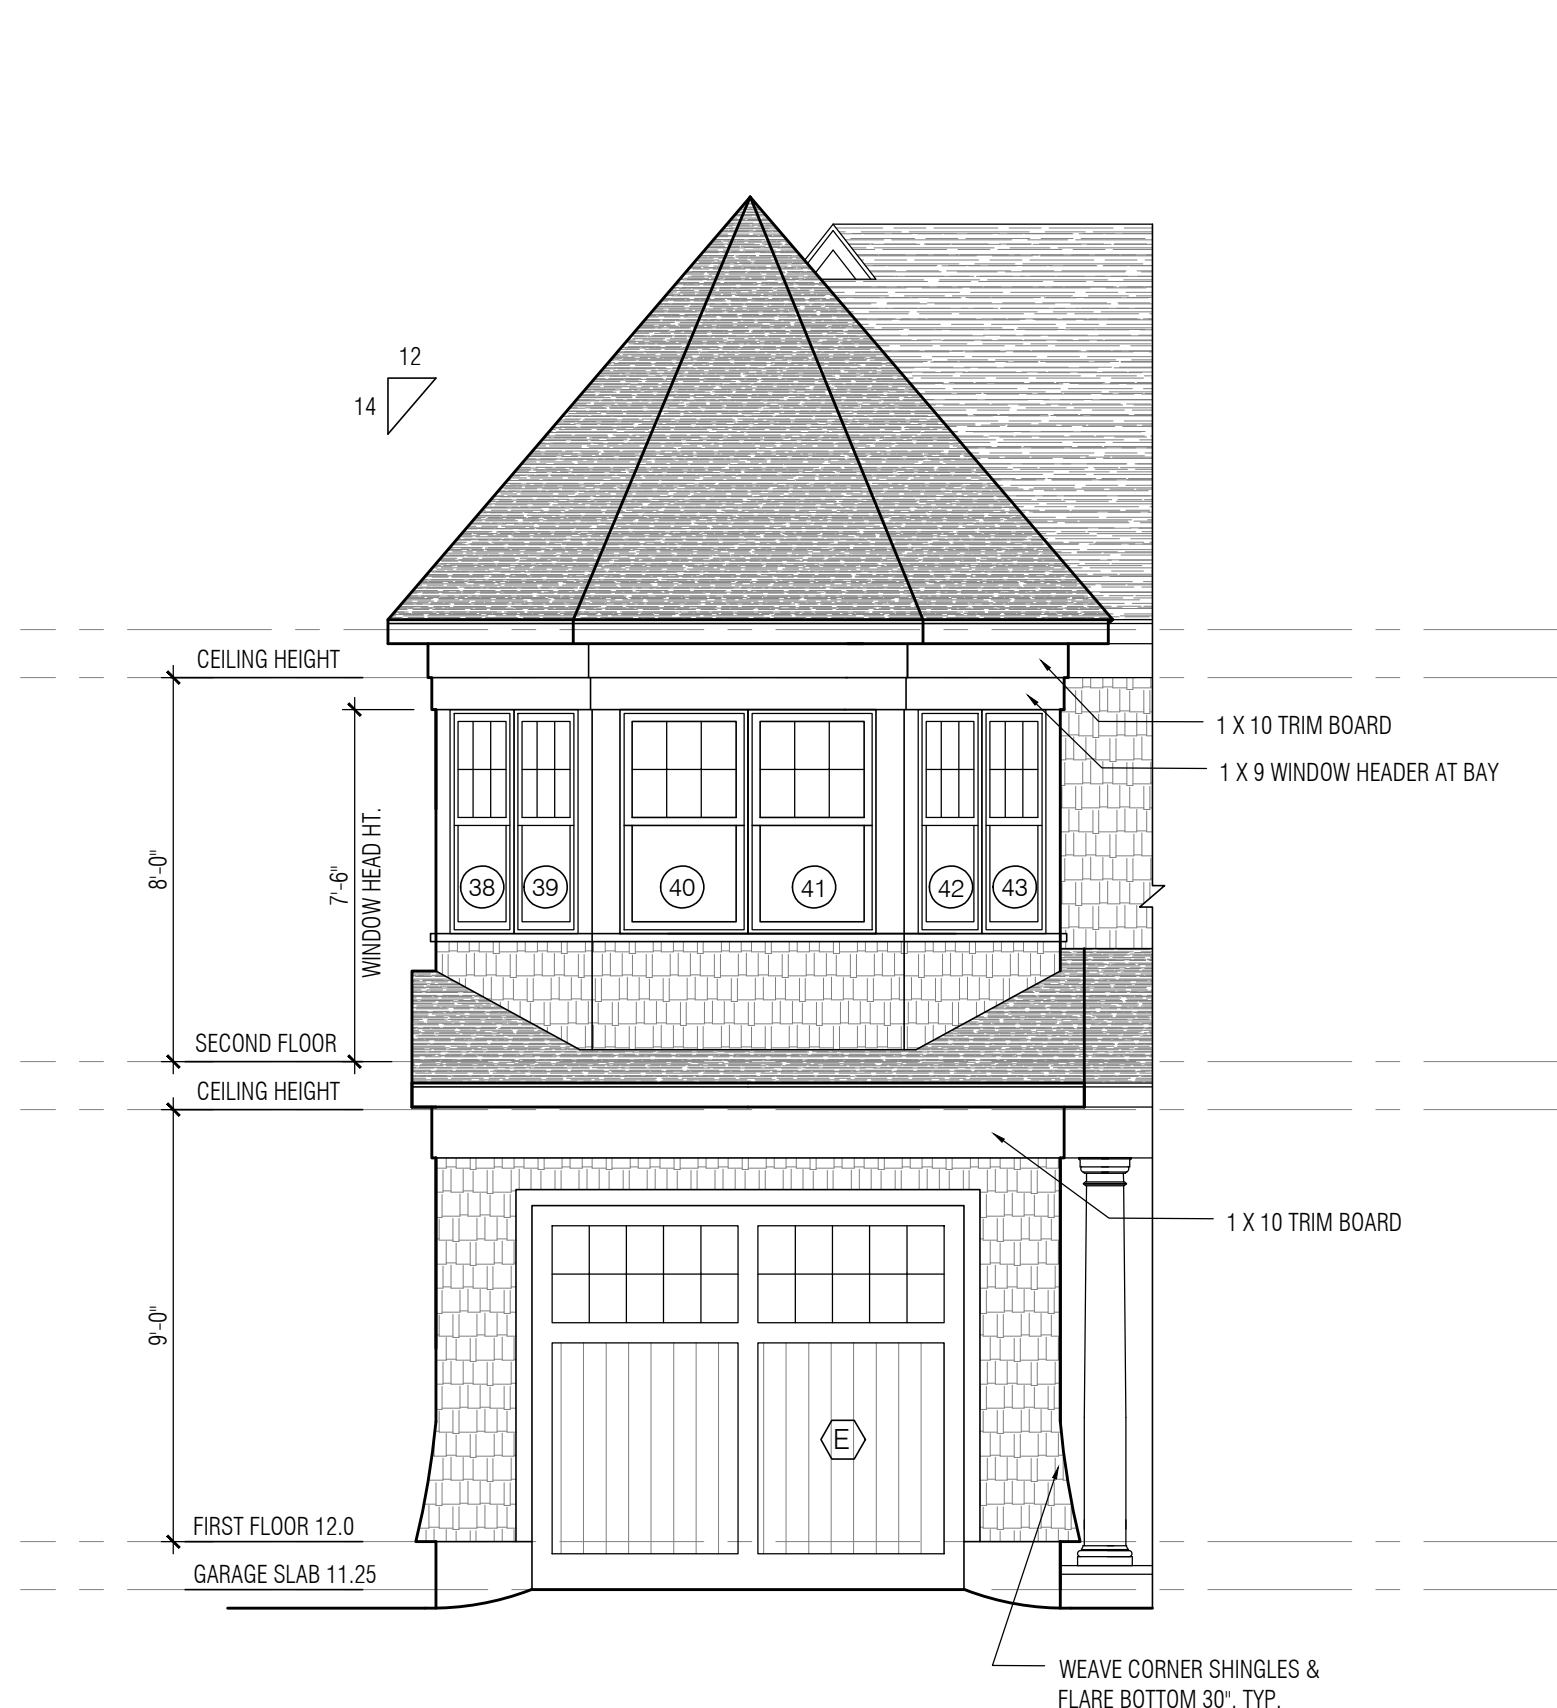 12
14
CEILING HEIGHT
1 X 10 TRIM BOARD
1 X 9 WINDOW HEADER AT BAY
8'-0"
7'-6"
WINDOW HEAD HT.
38
39
40
41
42
43
SECOND FLOOR
CEILING HEIGHT
1 X 10 TRIM BOARD
9'-0"
E
FIRST FLOOR 12.0
GARAGE SLAB 11.25
WEAVE CORNER SHINGLES &
FLARE BOTTOM 30", TYP.